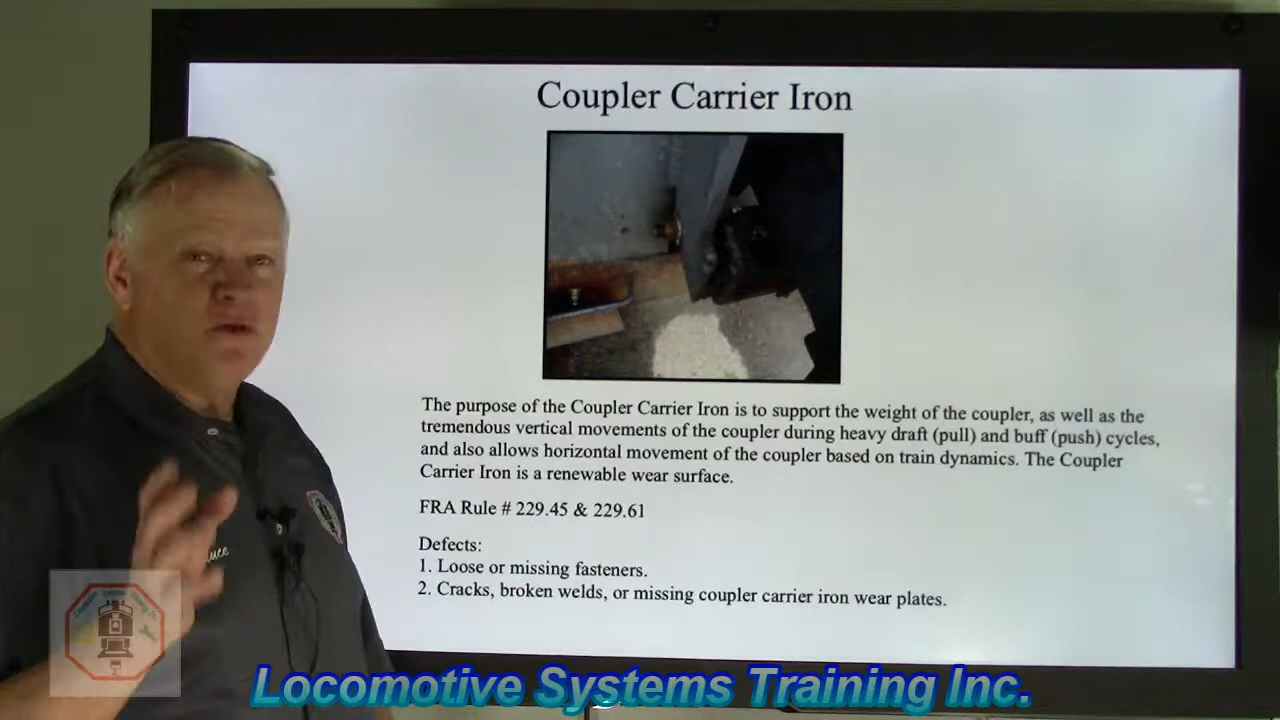 Coupler Carrier Iron
The purpose of the Coupler Carrier Iron is to support the weight of the coupler, as well as the
tremendous vertical movements of the coupler during heavy draft (pull) and buff (push) cycles,
and also allows horizontal movement of the coupler based on train dynamics. The Coupler
Carrier Iron is a renewable wear surface.
FRA Rule # 229.45 & 229.61
Defects:
1. Loose or missing fasteners.
2. Cracks, broken welds, or missing coupler carrier iron wear plates.
Locomotive Systems Training Inc.